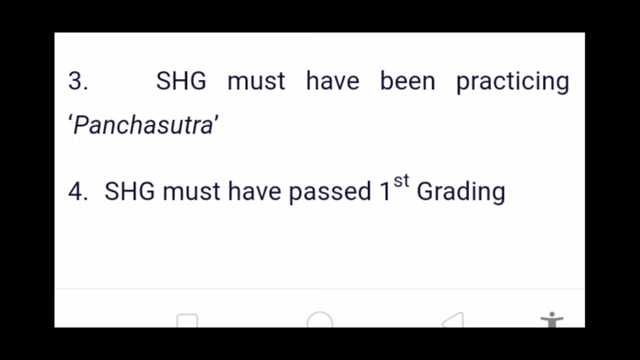 3. SHG must have been practicing
‘Panchasutra’
4. SHG must have passed 1st Grading